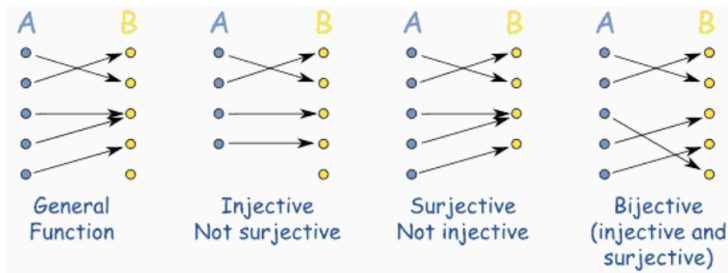 A B A B A B A B
General
Function
Injective
Not surjective
Surjective
Not injective
Bijective
(injective and
surjective)